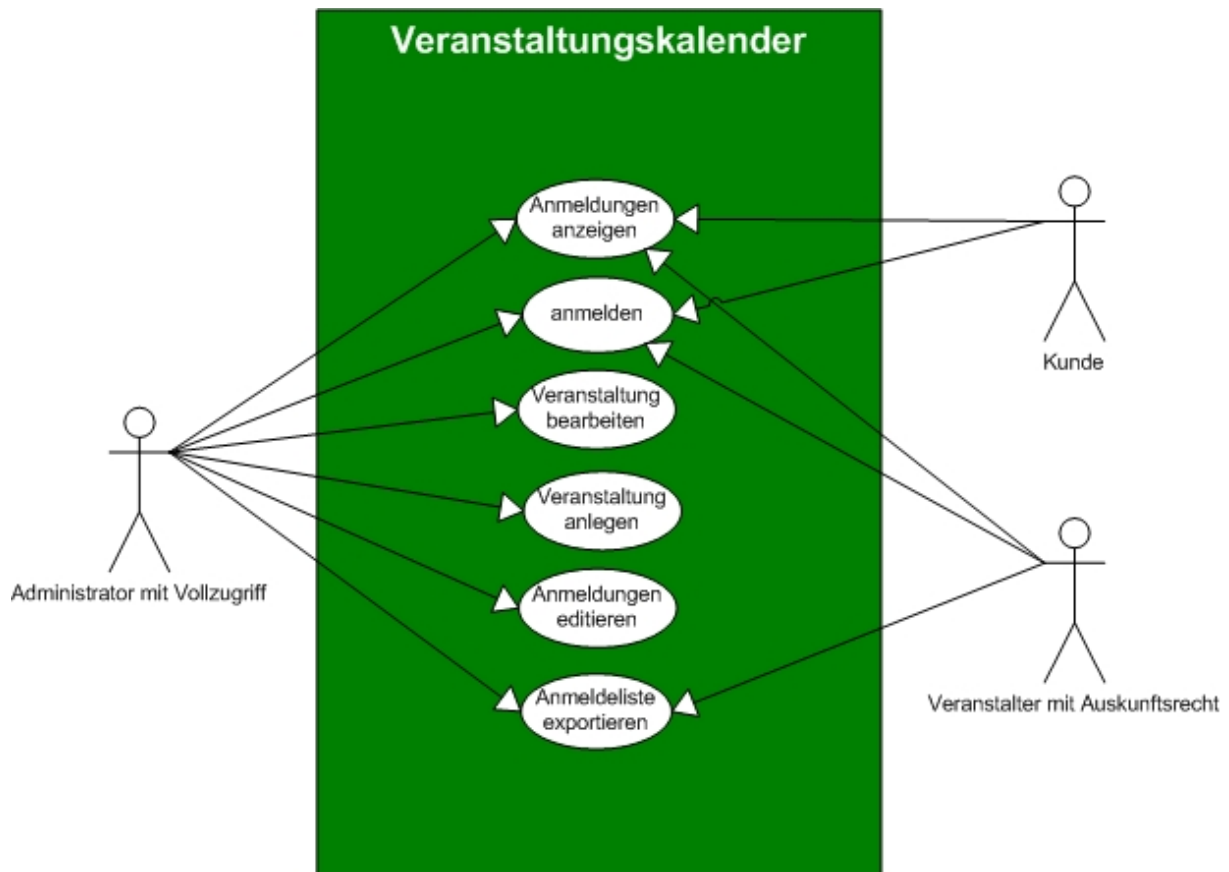 Veranstaltungskalender
Anmeldungen
anzeigen
anmelden
Kunde
Veranstaltung
bearbeiten
Veranstaltung
anlegen
Administrator mit Vollzugriff
Anmeldungen
editieren
Anmeldeliste
exportieren
Veranstalter mit Auskunftsrecht